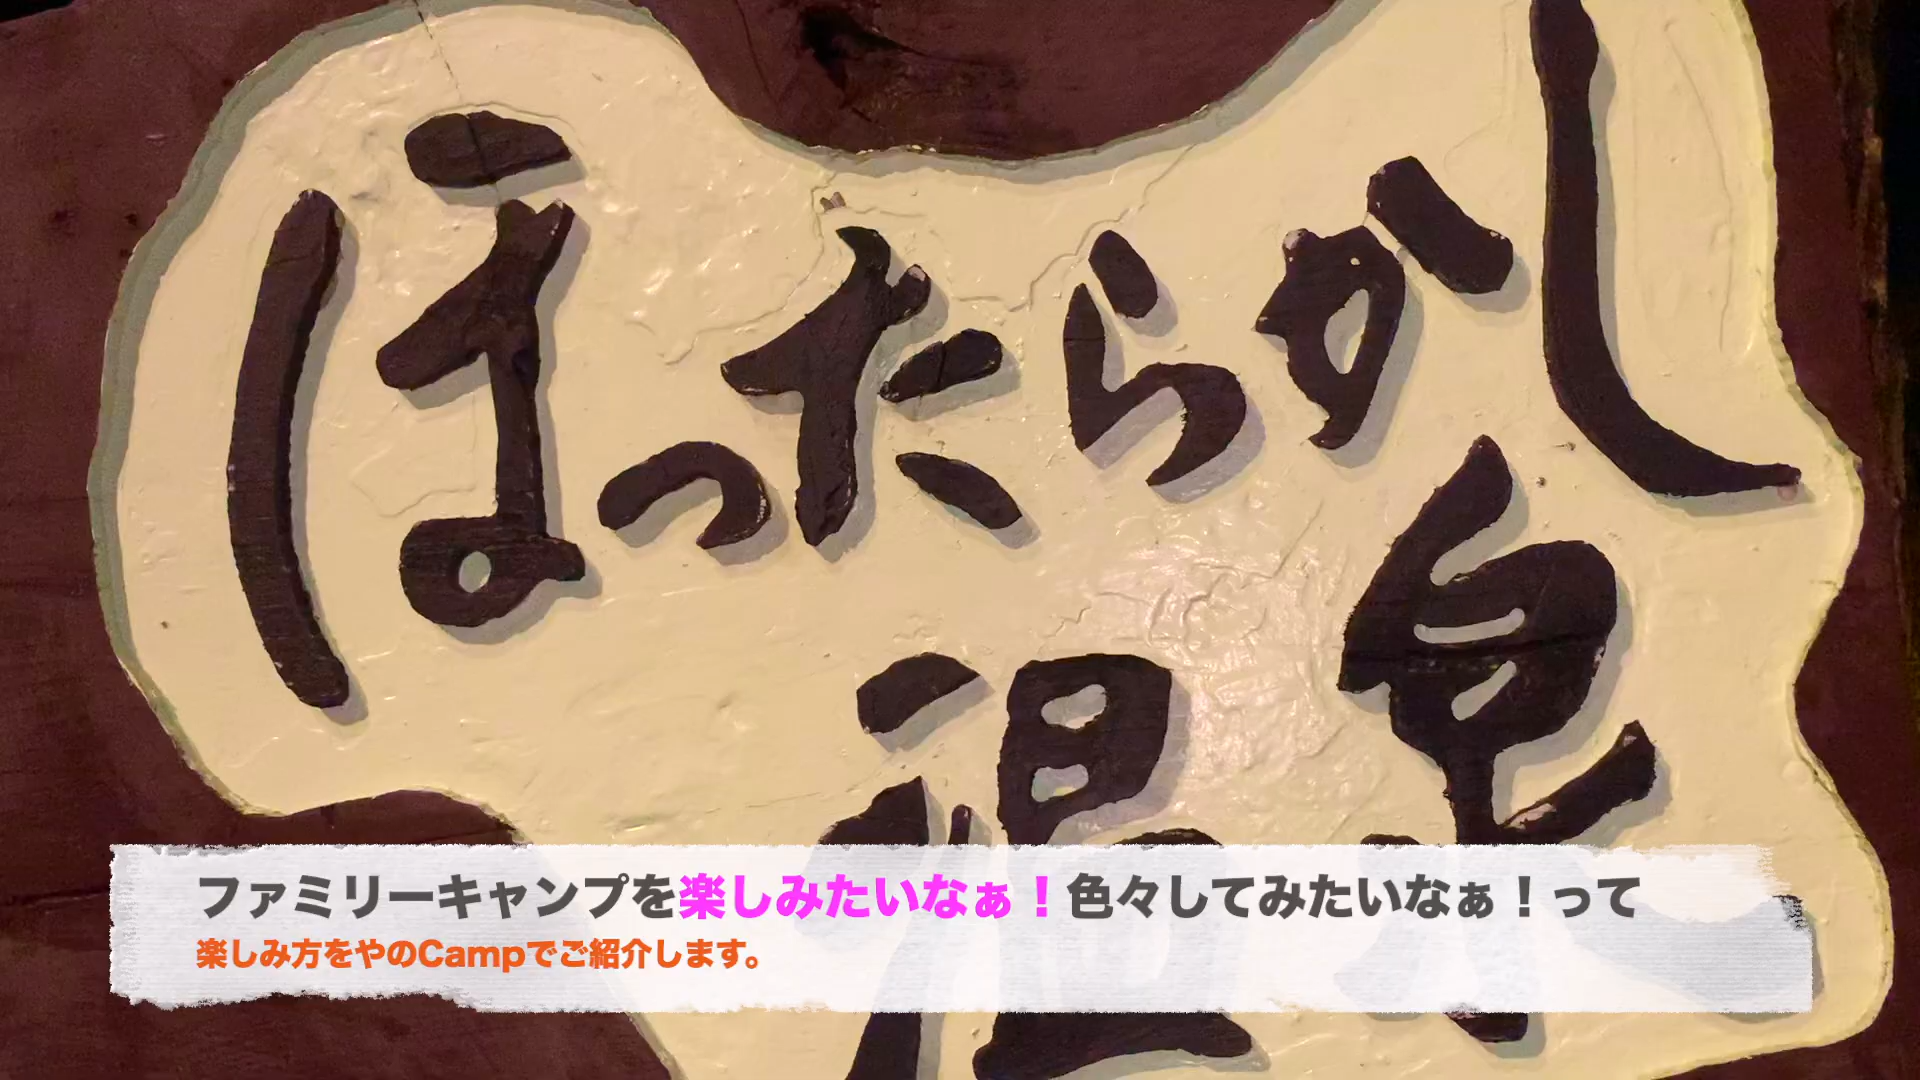 ほったらかし
温泉
ファミリーキャンプを楽しみたいなぁ！色々してみたいなぁ！って
楽しみ方をやのCampでご紹介します。